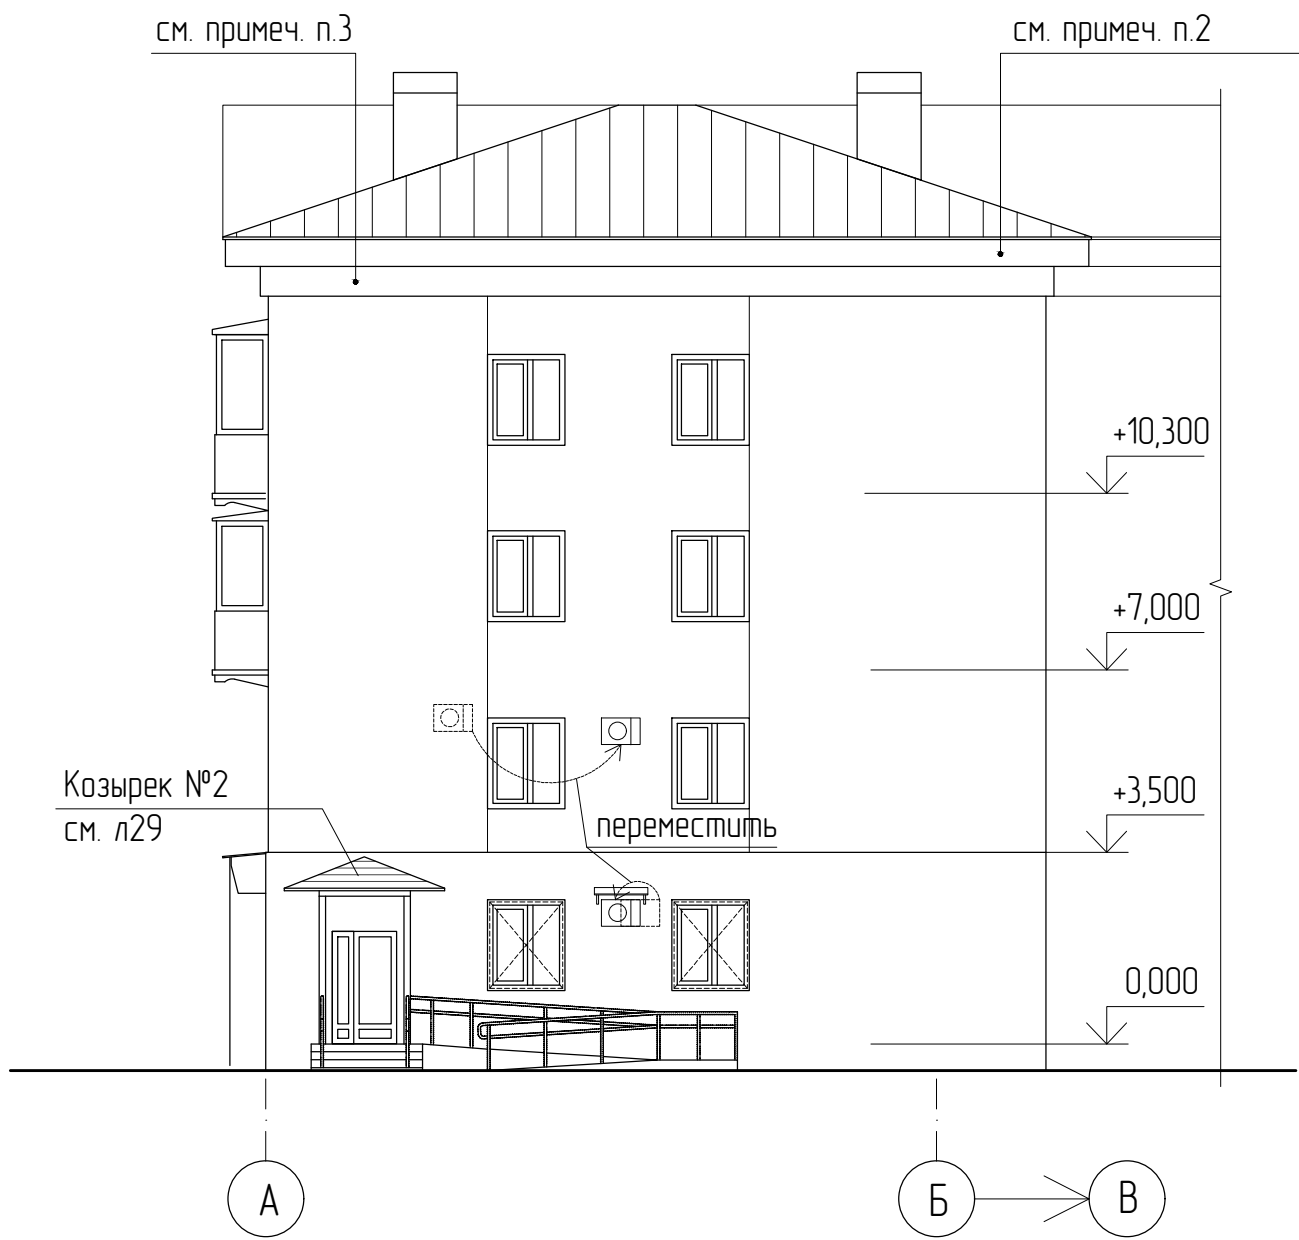 см. примеч. п.3
см. примеч. п.2
+10,300
+7,000
Козырек №2
см. л29
+3,500
переместить
0,000
А
Б
В